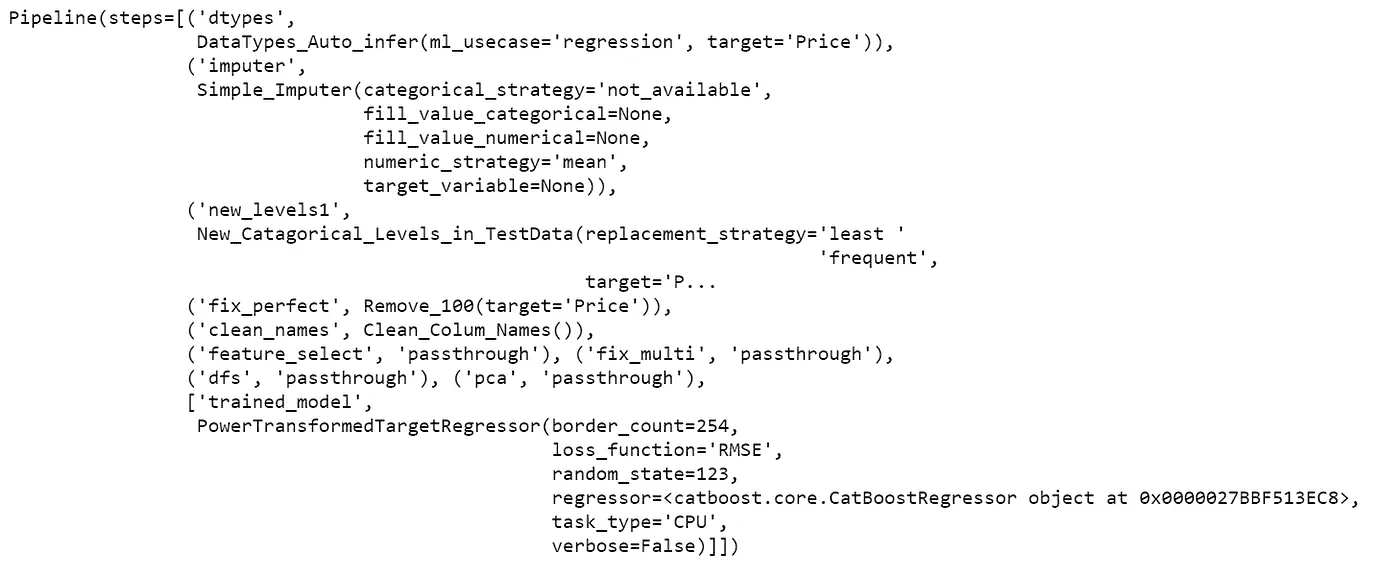 Pipeline(steps=[('dtypes',
                 DataTypes_Auto_infer(ml_usecase='regression', target='Price')),
                ('imputer',
                 Simple_Imputer(categorical_strategy='not_available',
                                fill_value_categorical=None,
                                fill_value_numerical=None,
                                numeric_strategy='mean',
                                target_variable=None)),
                ('new_levels1',
                 New_Catagorical_Levels_in_TestData(replacement_strategy='least '
                                                                         'frequent',
                                                    target='P...
                ('fix_perfect', Remove_100(target='Price')),
                ('clean_names', Clean_Colum_Names()),
                ('feature_select', 'passthrough'), ('fix_multi', 'passthrough'),
                ('dfs', 'passthrough'), ('pca', 'passthrough'),
                ['trained_model',
                 PowerTransformedTargetRegressor(border_count=254,
                                                 loss_function='RMSE',
                                                 random_state=123,
                                                 regressor=<catboost.core.CatBoostRegressor object at 0x0000027BBF513EC8>,
                                                 task_type='CPU',
                                                 verbose=False)]])